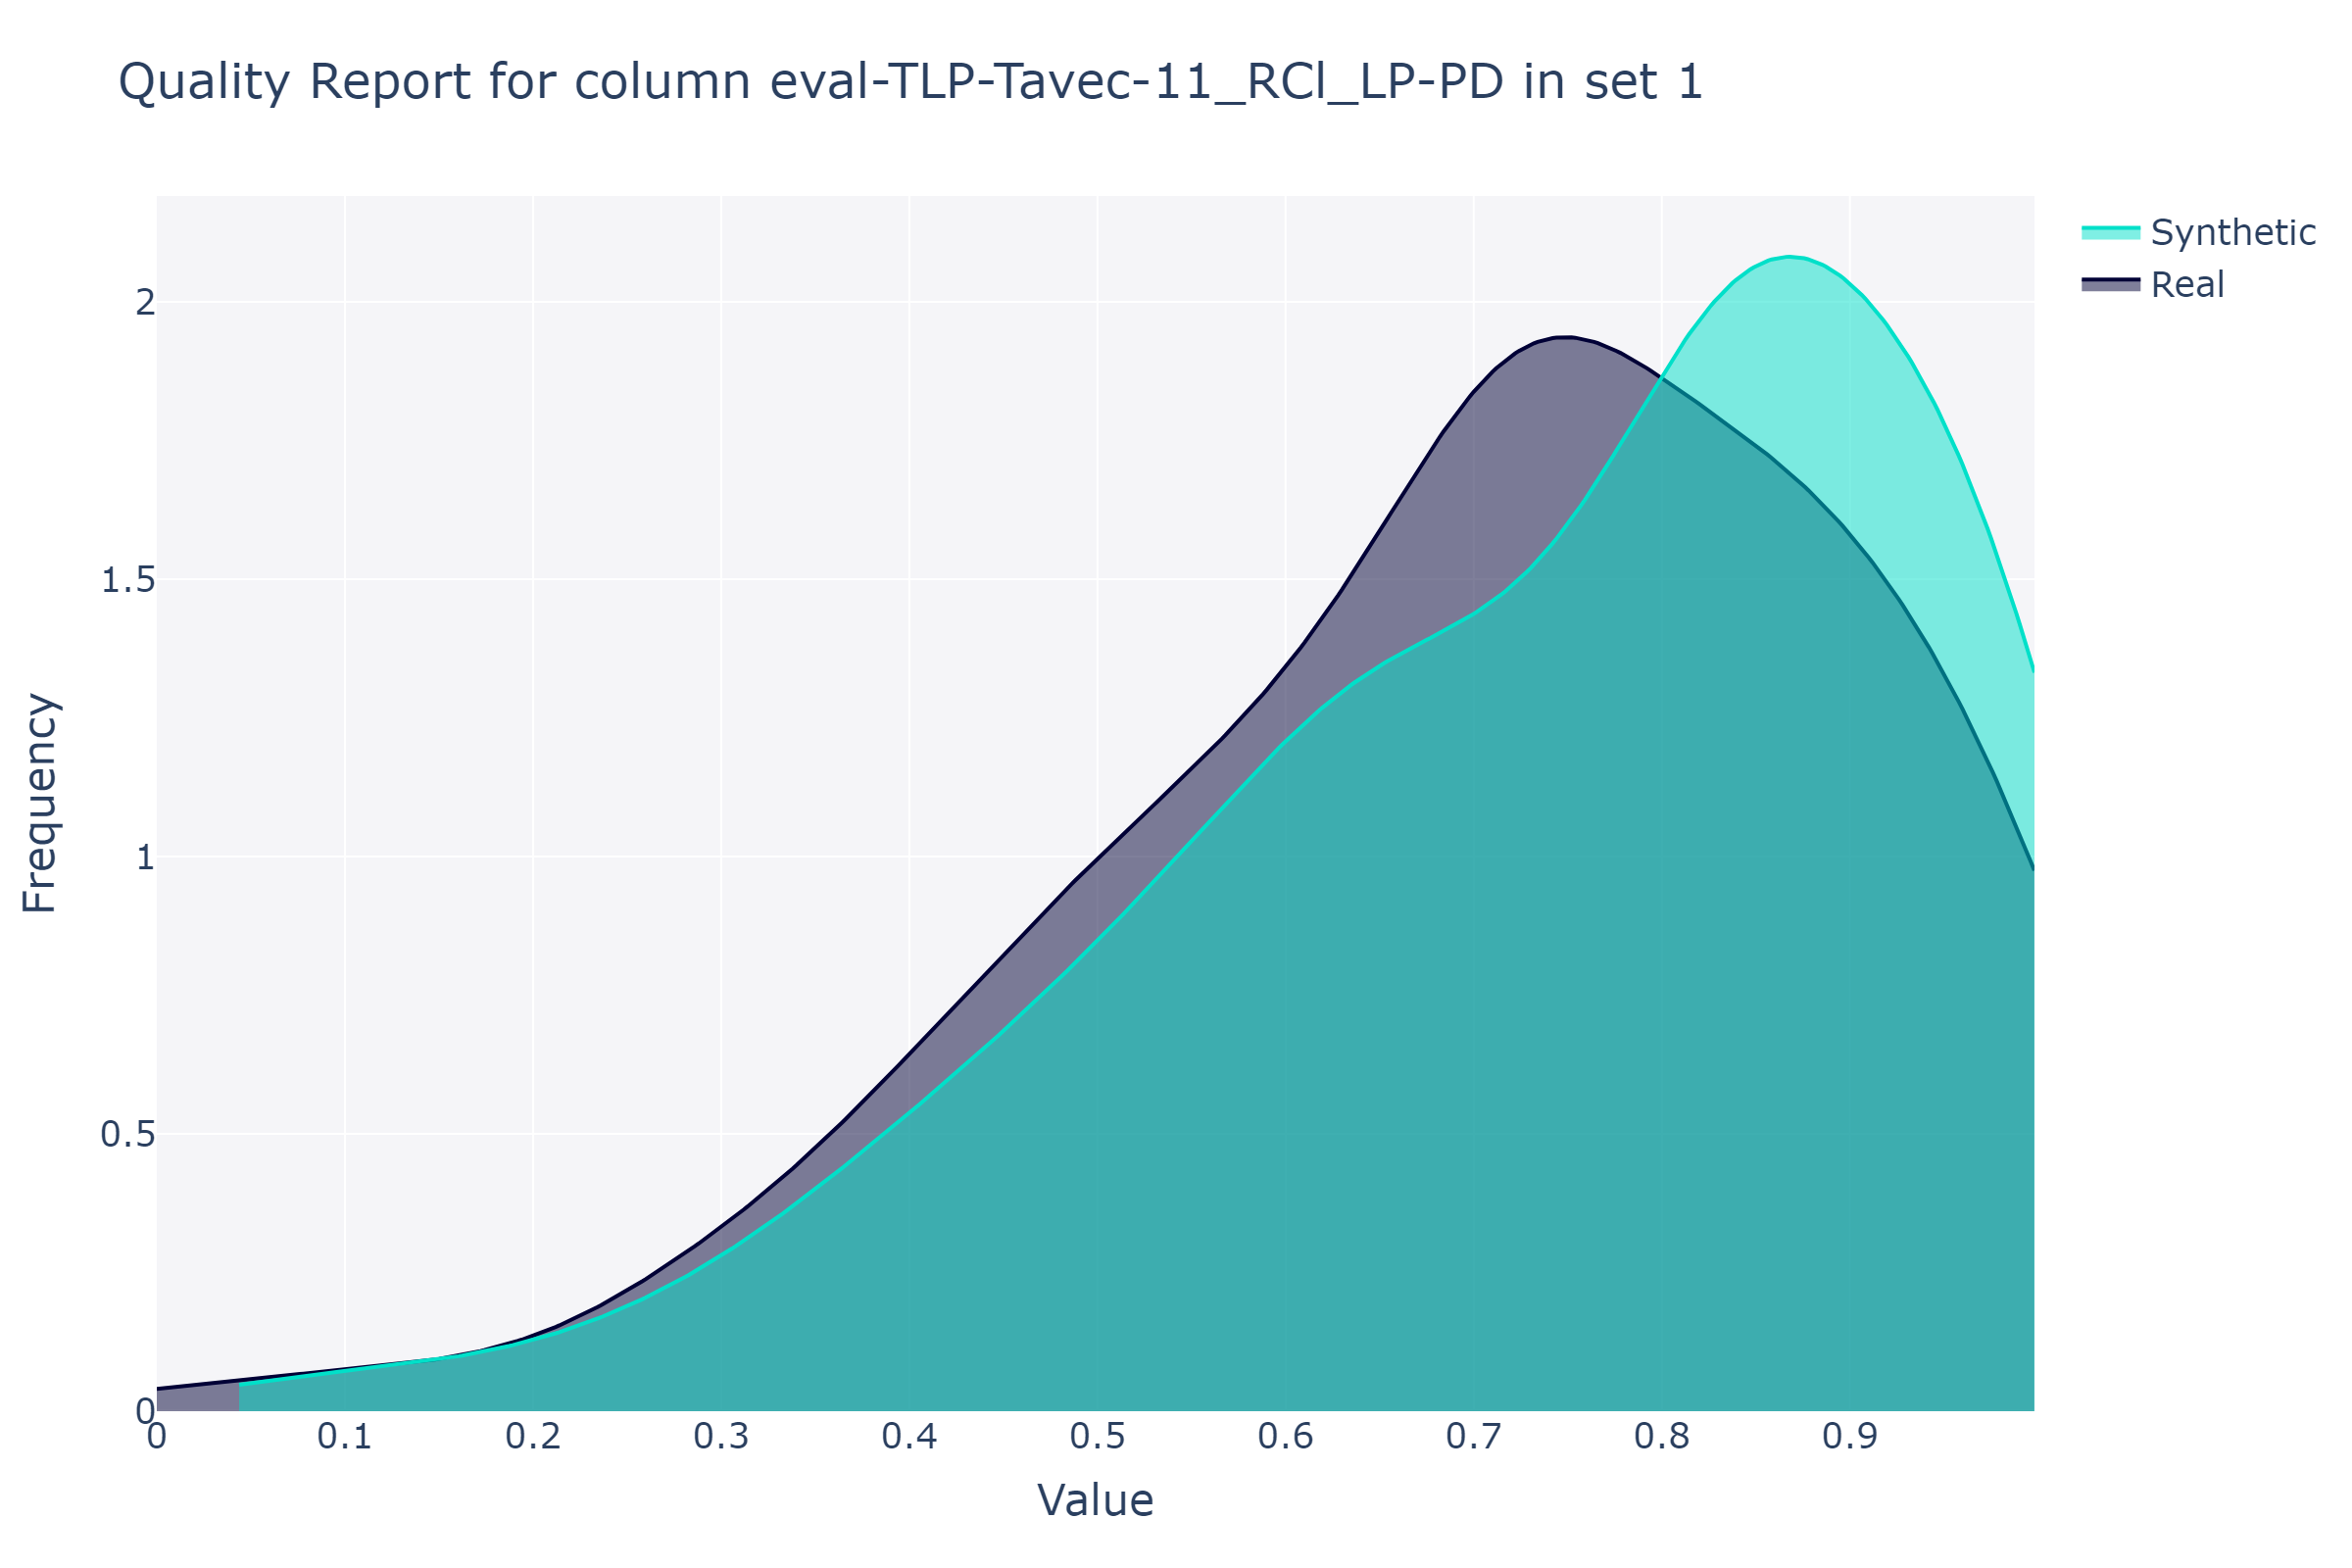 Quality Report for column eval-TLP-Tavec-11_RCl_LP-PD in set 1
Synthetic
Real
2
1.5
1
0.5
0
0 0.1 0.2 0.3 0.4 0.5 0.6 0.7 0.8 0.9
Frequency
Value